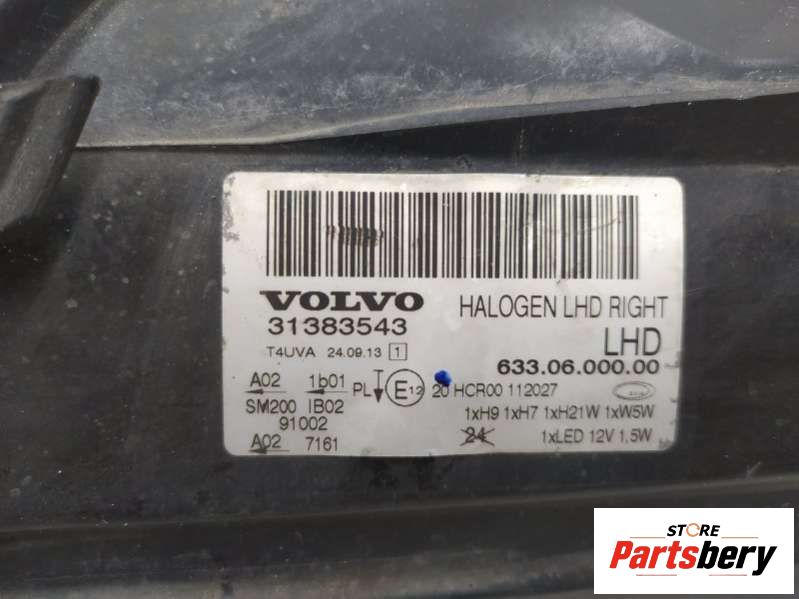 VOLVO HALOGEN LHD RIGHT
31383543 LHD
T4UVA 24.09.13 1 633.06.000.00
A02 1b01 PL E12 20 HCR00 112027
SM200 IB02 1xH9 1xH7 1xH21W 1xW5W
91002
A02 7161 24 1xLED 12V 1,5W
STORE
Partsbery